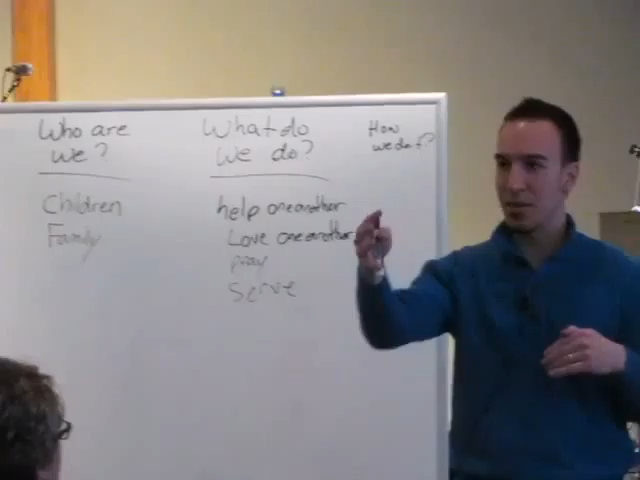 Who are
we?
Children
Family
What do
we do?
help one another
Love one another
pray
Serve
How
we do it?